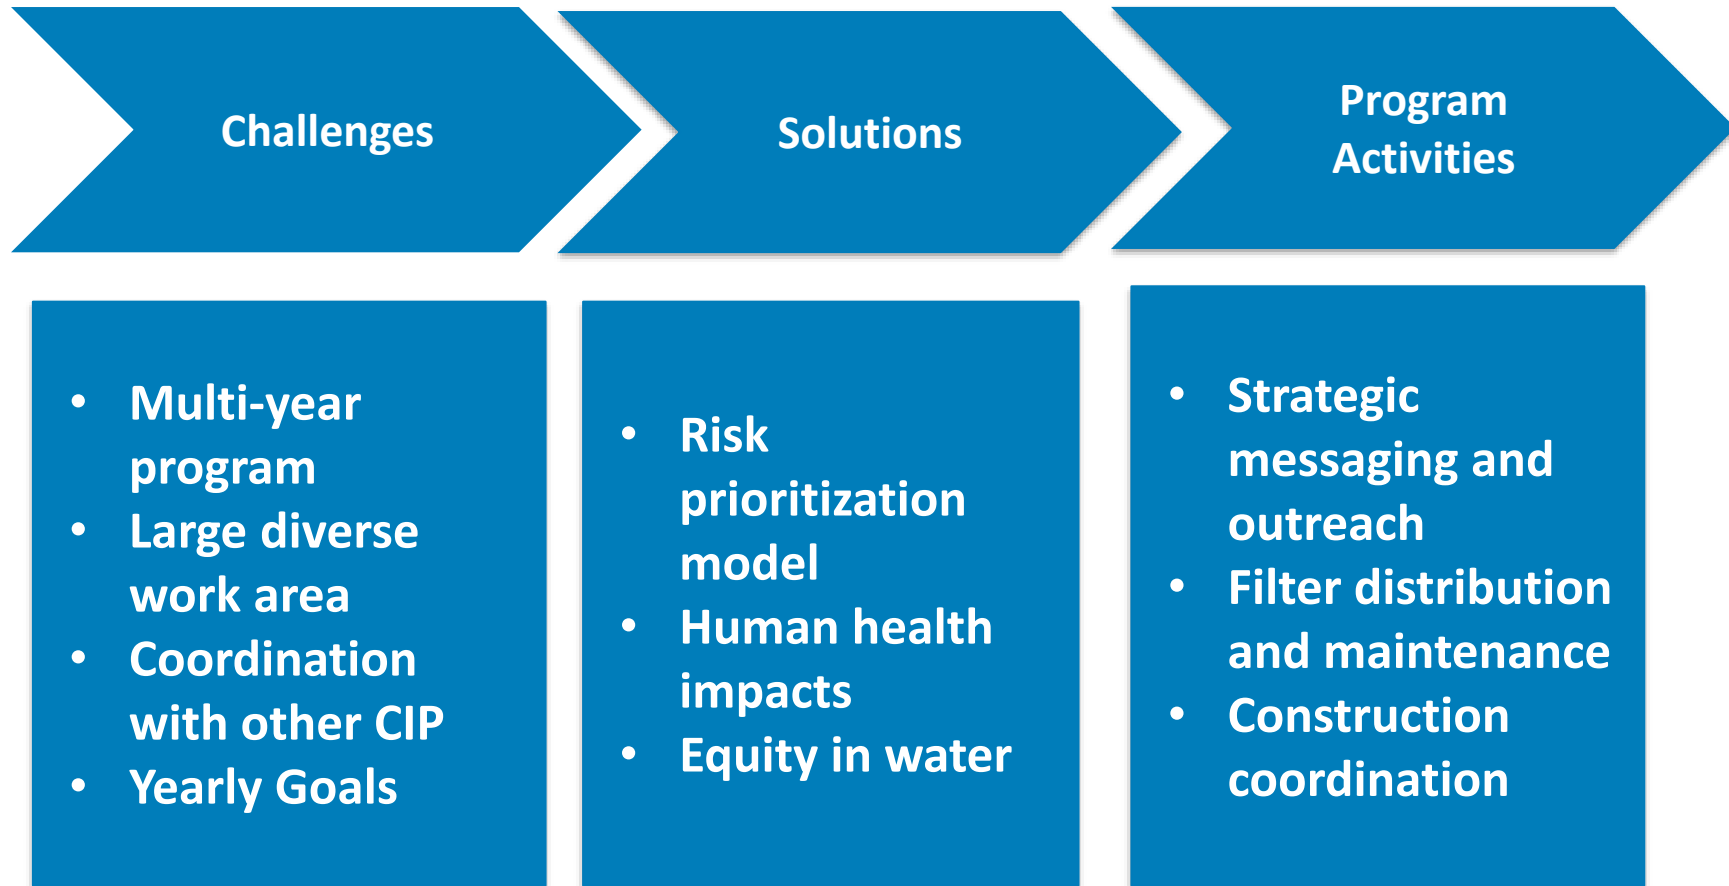 Challenges
Solutions
Program
Activities
• Multi-year
program
• Large diverse
work area
• Coordination
with other CIP
• Yearly Goals
• Risk
prioritization
model
• Human health
impacts
• Equity in water
• Strategic
messaging and
outreach
• Filter distribution
and maintenance
• Construction
coordination